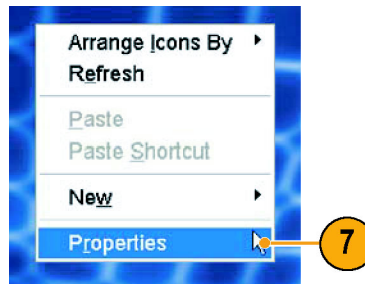 Arrange Icons By
Refresh
Paste
Paste Shortcut
New
Properties
7